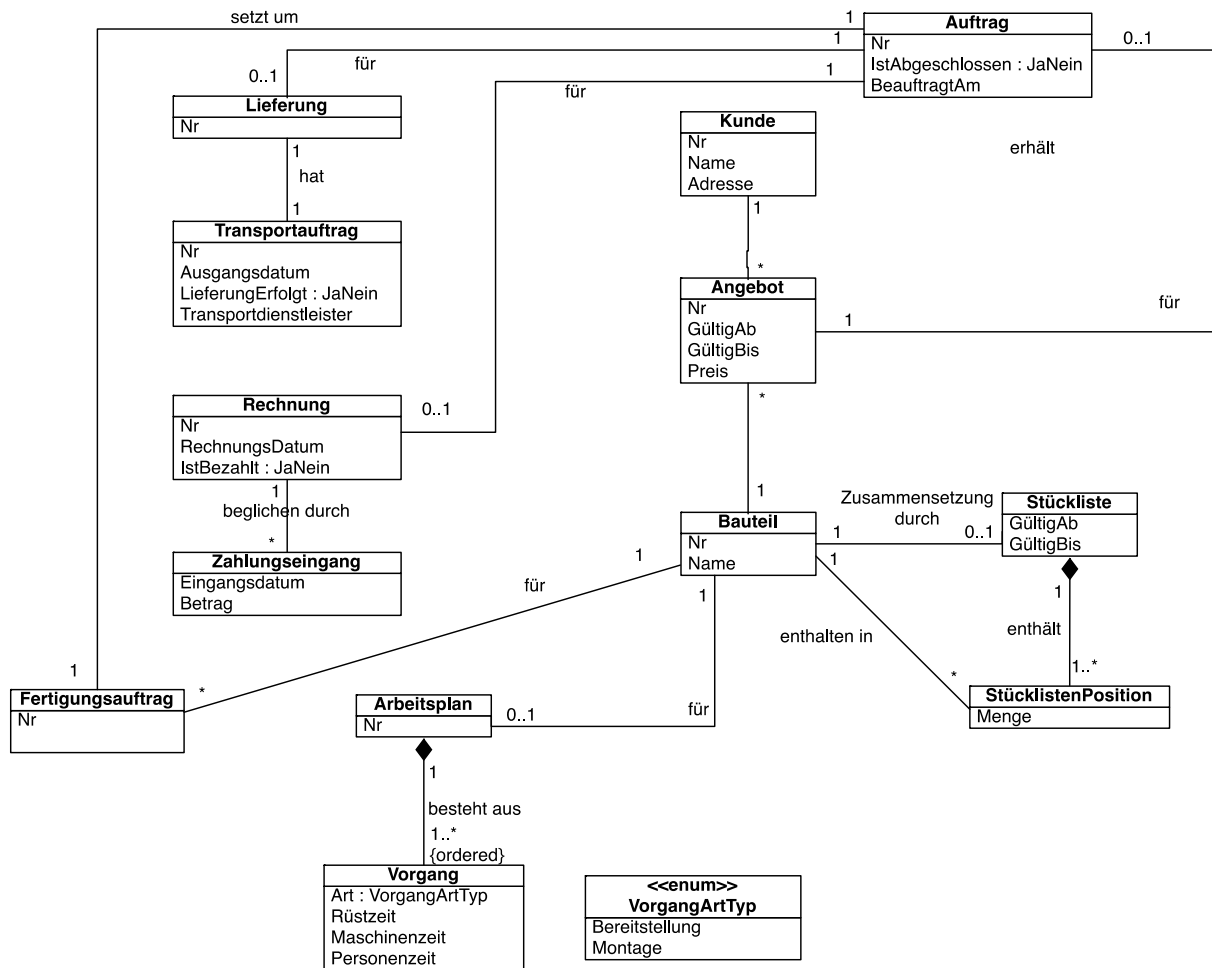 setzt um
1
Auftrag
Nr
IstAbgeschlossen : JaNein
BeauftragtAm
1
0..1
für
0..1
1
für
Lieferung
Nr
1
hat
1
Kunde
Nr
Name
Adresse
erhält
1
*
Transportauftrag
Nr
Ausgangsdatum
LieferungErfolgt : JaNein
Transportdienstleister
Angebot
Nr
GültigAb
GültigBis
Preis
1
für
*
Rechnung
Nr
RechnungsDatum
IstBezahlt : JaNein
0..1
1
beglichen durch
*
1
Zusammensetzung
durch
Stückliste
GültigAb
GültigBis
Bauteil
Nr
Name
1
0..1
1
Zahlungseingang
Eingangsdatum
Betrag
1
für
1
1
enthält
enthalten in
1..*
1
*
*
Fertigungsauftrag
Nr
Arbeitsplan
Nr
0..1
für
StücklistenPosition
Menge
1
besteht aus
1..*
{ordered}
Vorgang
Art : VorgangArtTyp
Rüstzeit
Maschinenzeit
Personenzeit
<<enum>>
VorgangArtTyp
Bereitstellung
Montage